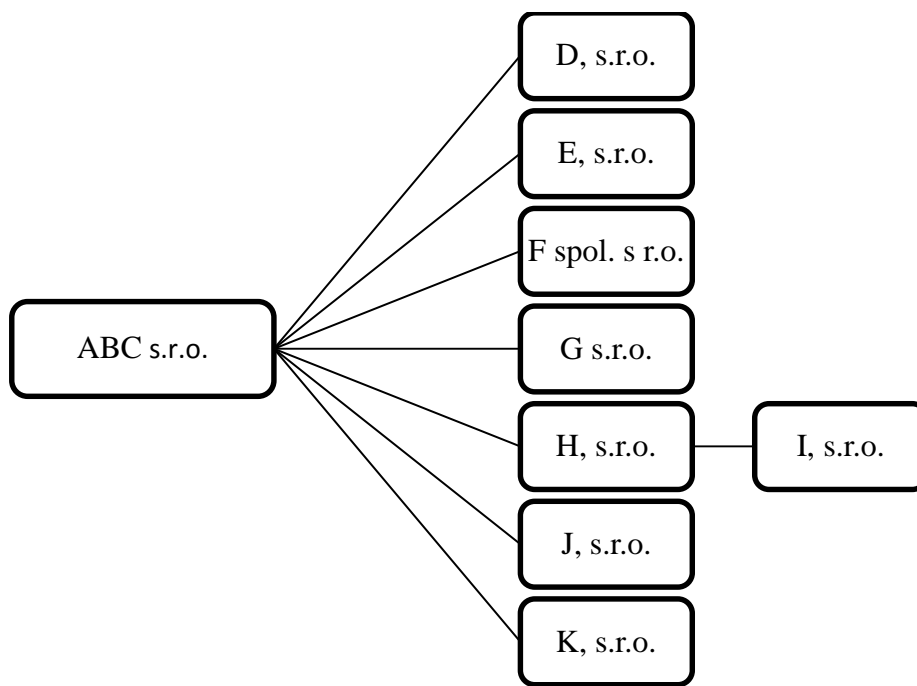 D, s.r.o.
E, s.r.o.
F spol. s r.o.
ABC s.r.o.
G s.r.o.
H, s.r.o.
I, s.r.o.
J, s.r.o.
K, s.r.o.